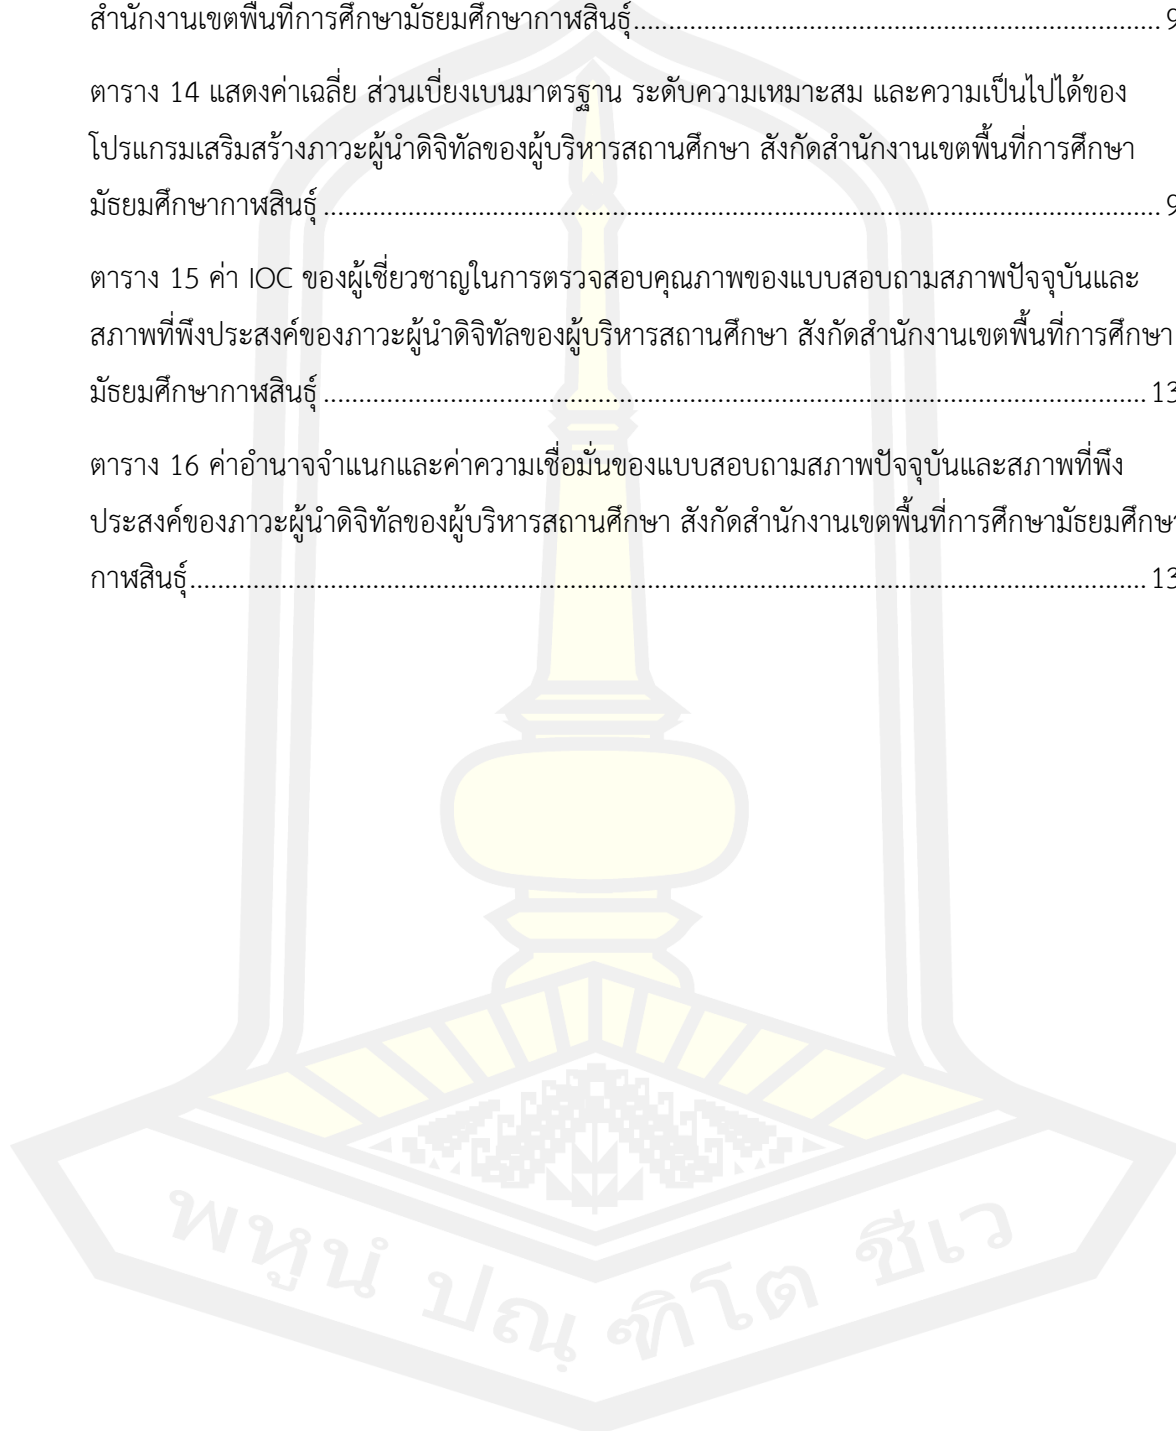 สำนักงานเขตพื้นที่การศึกษามัธยมศึกษากาฬสินธุ์.......................................................................................... 9
ตาราง 14 แสดงค่าเฉลี่ย ส่วนเบี่ยงเบนมาตรฐาน ระดับความเหมาะสม และความเป็นไปได้ของ
โปรแกรมเสริมสร้างภาวะผู้นำดิจิทัลของผู้บริหารสถานศึกษา สังกัดสำนักงานเขตพื้นที่การศึกษา
มัธยมศึกษากาฬสินธุ์ .......................................................................................... 9
ตาราง 15 ค่า IOC ของผู้เชี่ยวชาญในการตรวจสอบคุณภาพของแบบสอบถามสภาพปัจจุบันและ
สภาพที่พึงประสงค์ของภาวะผู้นำดิจิทัลของผู้บริหารสถานศึกษา สังกัดสำนักงานเขตพื้นที่การศึกษา
มัธยมศึกษากาฬสินธุ์ .......................................................................................... 13
ตาราง 16 ค่าอำนาจจำแนกและค่าความเชื่อมั่นของแบบสอบถามสภาพปัจจุบันและสภาพที่พึง
ประสงค์ของภาวะผู้นำดิจิทัลของผู้บริหารสถานศึกษา สังกัดสำนักงานเขตพื้นที่การศึกษามัธยมศึกษา
กาฬสินธุ์.......................................................................................... 13
พหูนํ ปณฺฑิโต ชีเว